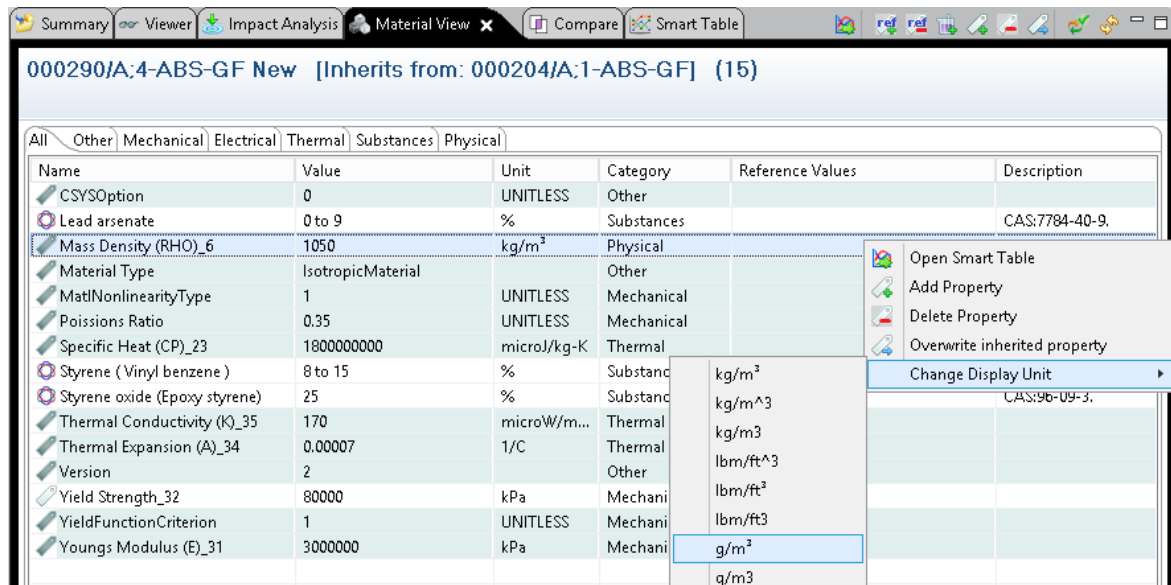 Summary Viewer Impact Analysis Material View Compare Smart Table ref ref
000290/A;4-ABS-GF New [Inherits from: 000204/A;1-ABS-GF] (15)
All Other Mechanical Electrical Thermal Substances Physical
Name Value Unit Category Reference Values Description
CSYSOption 0 UNITLESS Other
Lead arsenate 0 to 9 % Substances CAS:7784-40-9.
Mass Density (RHO)_6 1050 kg/m³ Physical
Material Type IsotropicMaterial Other
MatlNonlinearityType 1 UNITLESS Mechanical
Poissions Ratio 0.35 UNITLESS Mechanical
Specific Heat (CP)_23 1800000000 microJ/kg-K Thermal
Styrene ( Vinyl benzene ) 8 to 15 % Substanc
Styrene oxide (Epoxy styrene) 25 % Substanc CAS:96-09-3.
Thermal Conductivity (K)_35 170 microW/m... Thermal
Thermal Expansion (A)_34 0.00007 1/C Thermal
Version 2 Other
Yield Strength_32 80000 kPa Mechani
YieldFunctionCriterion 1 UNITLESS Mechani
Youngs Modulus (E)_31 3000000 kPa Mechani
Open Smart Table
Add Property
Delete Property
Overwrite inherited property
Change Display Unit
kg/m³
kg/m^3
kg/m3
lbm/ft^3
lbm/ft³
lbm/ft3
g/m³
g/m3